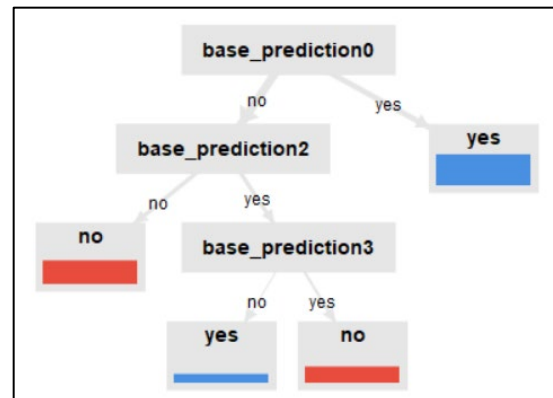 base_prediction0
no
yes
base_prediction2
yes
no
yes
no
base_prediction3
no
yes
yes
no